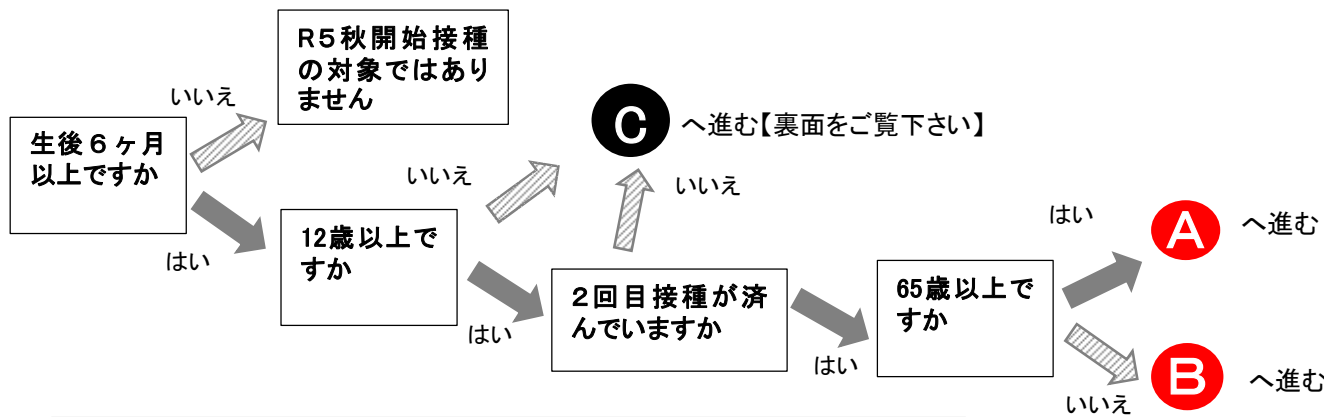 R5秋開始接種
の対象ではあり
ません
いいえ
生後６ヶ月
以上ですか
はい
C へ進む【裏面をご覧下さい】
いいえ
12歳以上で
すか
はい
いいえ
２回目接種が済
んでいますか
はい
65歳以上で
すか
はい
A へ進む
いいえ
B へ進む